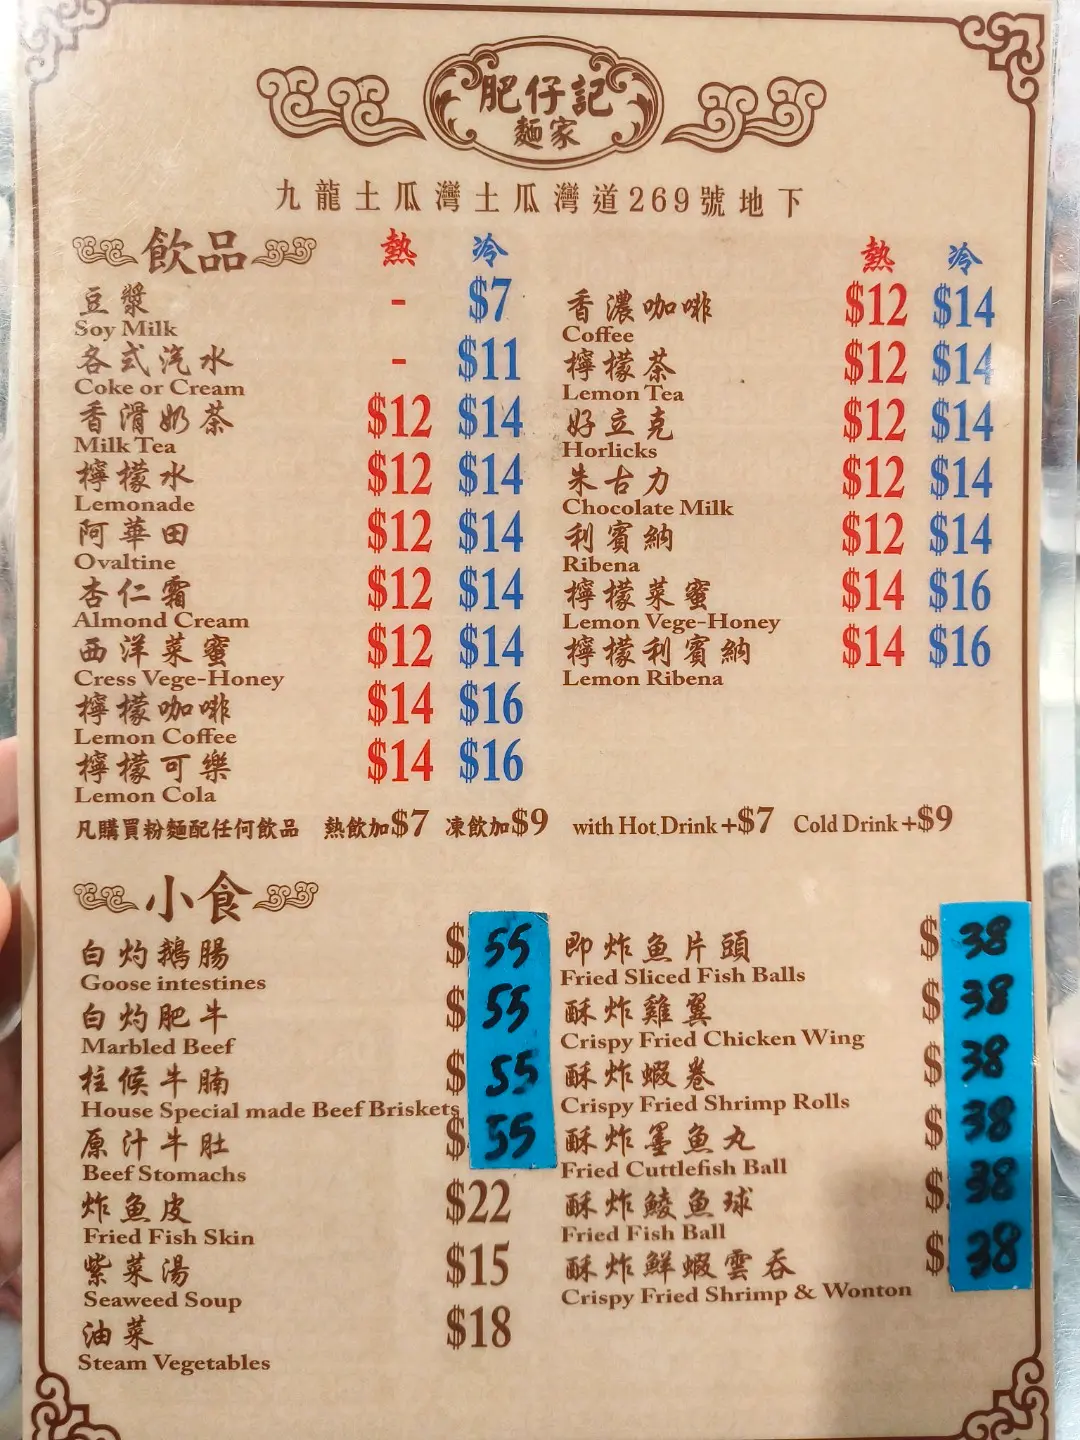 肥仔記
麵家
九龍土瓜灣土瓜灣道269號地下
飲品 熱 冷
豆漿 - $7
Soy Milk
各式汽水 - $11
Coke or Cream
香滑奶茶 $12 $14
Milk Tea
檸檬水 $12 $14
Lemonade
阿華田 $12 $14
Ovaltine
杏仁霜 $12 $14
Almond Cream
西洋菜蜜 $12 $14
Cress Vege-Honey
檸檬咖啡 $14 $16
Lemon Coffee
檸檬可樂 $14 $16
Lemon Cola
熱 冷
香濃咖啡 $12 $14
Coffee
檸檬茶 $12 $14
Lemon Tea
好立克 $12 $14
Horlicks
朱古力 $12 $14
Chocolate Milk
利賓納 $12 $14
Ribena
檸檬菜蜜 $14 $16
Lemon Vege-Honey
檸檬利賓納 $14 $16
Lemon Ribena
凡購買粉麵配任何飲品 熱飲加$7 凍飲加$9 with Hot Drink+$7 Cold Drink+$9
小食
白灼鵝腸 $55
Goose intestines
白灼肥牛 $55
Marbled Beef
柱候牛腩 $55
House Special made Beef Briskets
原汁牛肚 $55
Beef Stomachs
炸魚皮 $22
Fried Fish Skin
紫菜湯 $15
Seaweed Soup
油菜 $18
Steam Vegetables
即炸魚片頭 $38
Fried Sliced Fish Balls
酥炸雞翼 $38
Crispy Fried Chicken Wing
酥炸蝦卷 $38
Crispy Fried Shrimp Rolls
酥炸墨魚丸 $38
Fried Cuttlefish Ball
酥炸鯪魚球 $38
Fried Fish Ball
酥炸鮮蝦雲吞 $38
Crispy Fried Shrimp & Wonton